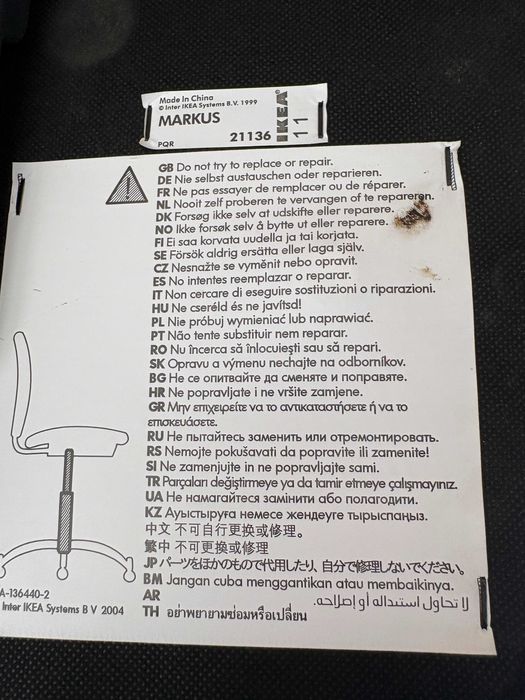 Made In China
© Inter IKEA Systems B.V. 1999
MARKUS
PQR
21136
IKEA®
11
GB Do not try to replace or repair.
DE Nie selbst austauschen oder reparieren.
FR Ne pas essayer de remplacer ou de réparer.
NL Nooit zelf proberen te vervangen of te repareren.
DK Forsøg ikke selv at udskifte eller reparere.
NO Ikke forsøk selv å bytte ut eller reparere.
FI Ei saa korvata uudella ja tai korjata.
SE Försök aldrig ersätta eller laga själv.
CZ Nesnažte se vyměnit nebo opravit.
ES No intentes reemplazar o reparar.
IT Non cercare di eseguire sostituzioni o riparazioni.
HU Ne cseréld és ne javítsd!
PL Nie próbuj wymieniać lub naprawiać.
PT Não tente substituir nem reparar.
RO Nu încerca să înlocuiești sau să repari.
SK Opravu a výmenu nechajte na odborníkov.
BG Не се опитвайте да сменяте и поправяте.
HR Ne popravljajte i ne vršite zamjene.
GR Μην επιχειρείτε να το αντικαταστήσετε ή να το
επισκευάσετε.
RU Не пытайтесь заменить или отремонтировать.
RS Nemojte pokušavati da popravite ili zamenite!
SI Ne zamenjujte in ne popravljajte sami.
TR Parçaları değiştirmeye ya da tamir etmeye çalışmayınız.
UA Не намагайтеся замінити або полагодити.
KZ Ауыстыруға немесе жөндеуге тырыспаңыз.
中文 不可自行更换或修理。
繁中 不可自行更換或修理。
JP パーツをほかのもので代用したり、自分で修理しないでください。
BM Jangan cuba menggantikan atau membaikinya.
AR لا تحاول استبداله أو إصلاحه.
TH อย่าพยายามซ่อมหรือเปลี่ยน
A-136440-2
Inter IKEA Systems B V 2004